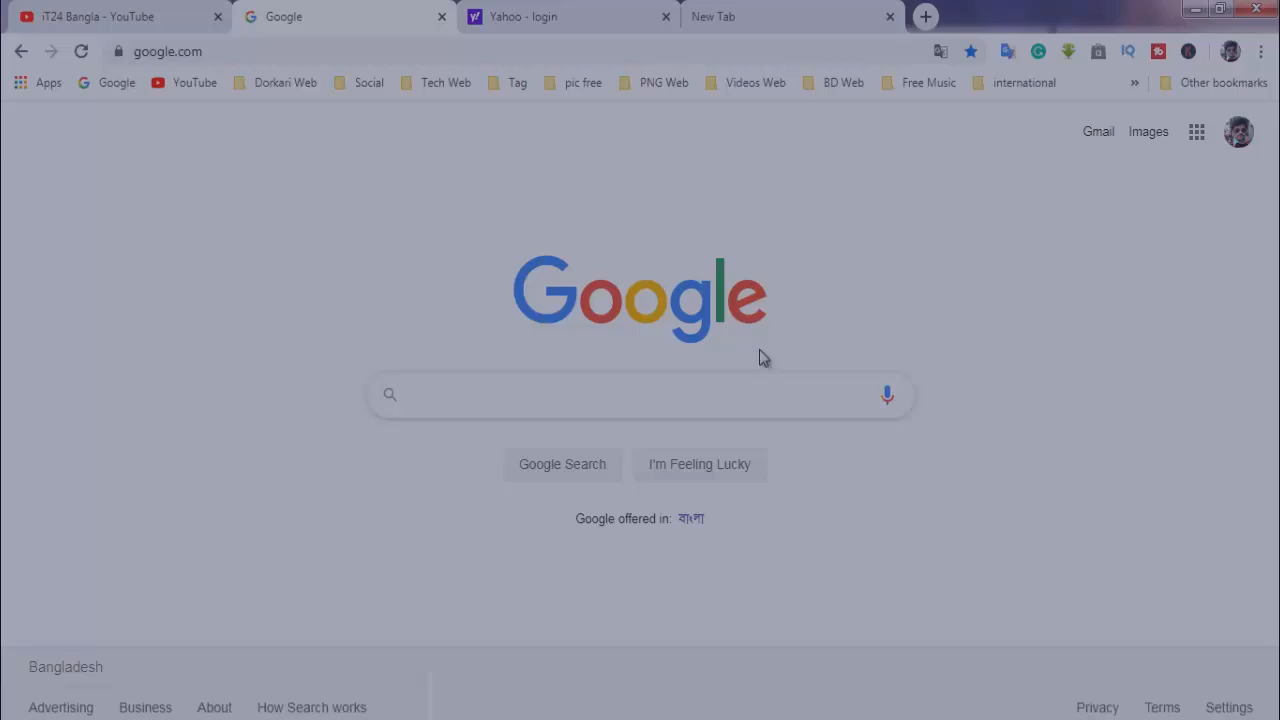 iT24 Bangla - YouTube
Google
Yahoo - login
New Tab
google.com
Apps
Google
YouTube
Dorkari Web
Social
Tech Web
Tag
pic free
PNG Web
Videos Web
BD Web
Free Music
international
Other bookmarks
Gmail
Images
Google
Google Search
I'm Feeling Lucky
Google offered in: বাংলা
Bangladesh
Advertising
Business
About
How Search works
Privacy
Terms
Settings